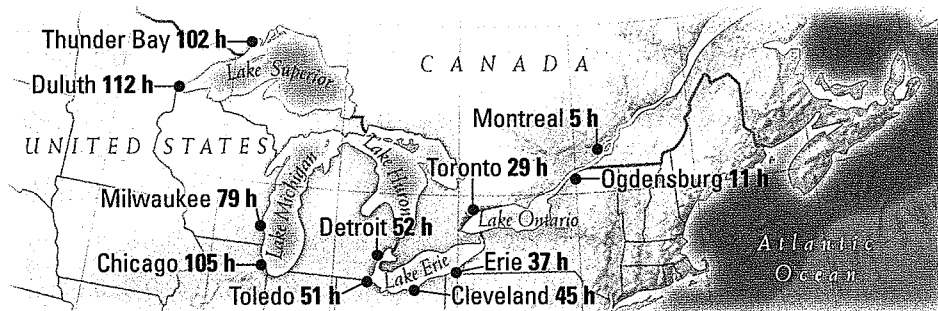 Thunder Bay 102 h
Lake Superior
CANADA
Duluth 112 h
Montreal 5 h
UNITED STATES
Lake Michigan
Lake Huron
Toronto 29 h
Ogdensburg 11 h
Milwaukee 79 h
Lake Ontario
Detroit 52 h
Atlantic
Ocean
Chicago 105 h
Lake Erie
Erie 37 h
Toledo 51 h
Cleveland 45 h